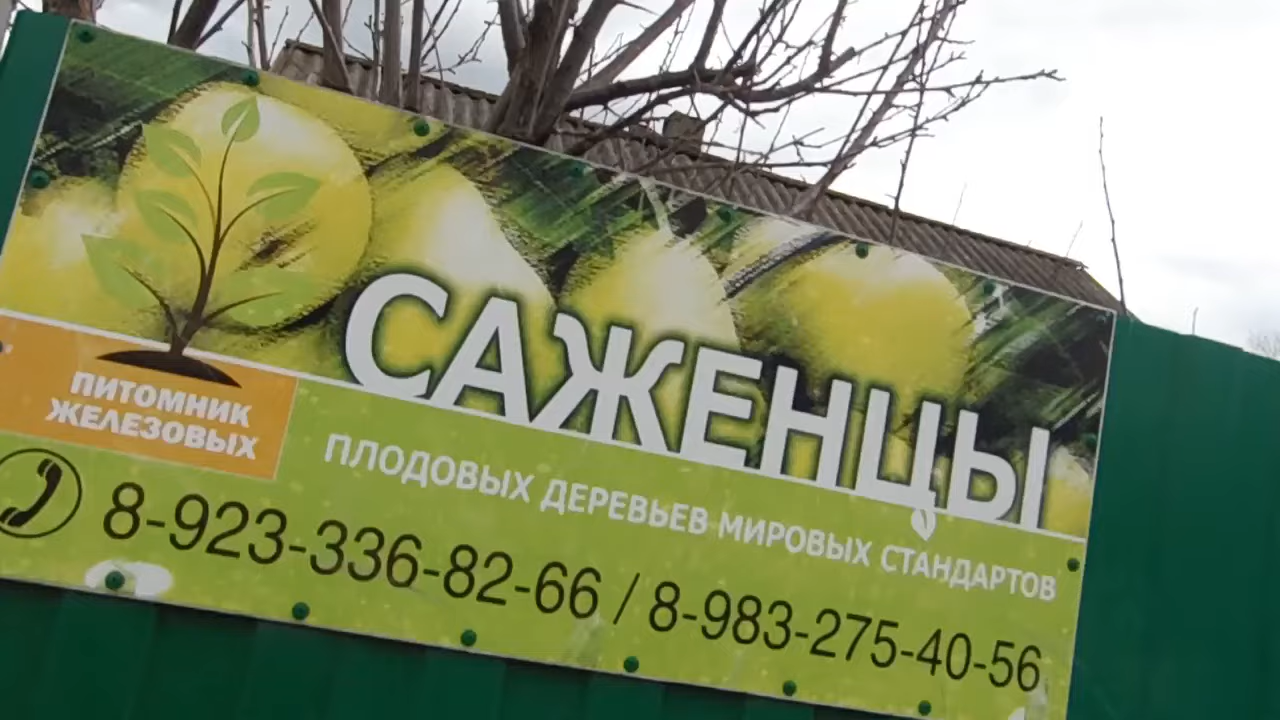 САЖЕНЦЫ
ПИТОМНИК
ЖЕЛЕЗОВЫХ
ПЛОДОВЫХ ДЕРЕВЬЕВ МИРОВЫХ СТАНДАРТОВ
8-923-336-82-66 / 8-983-275-40-56